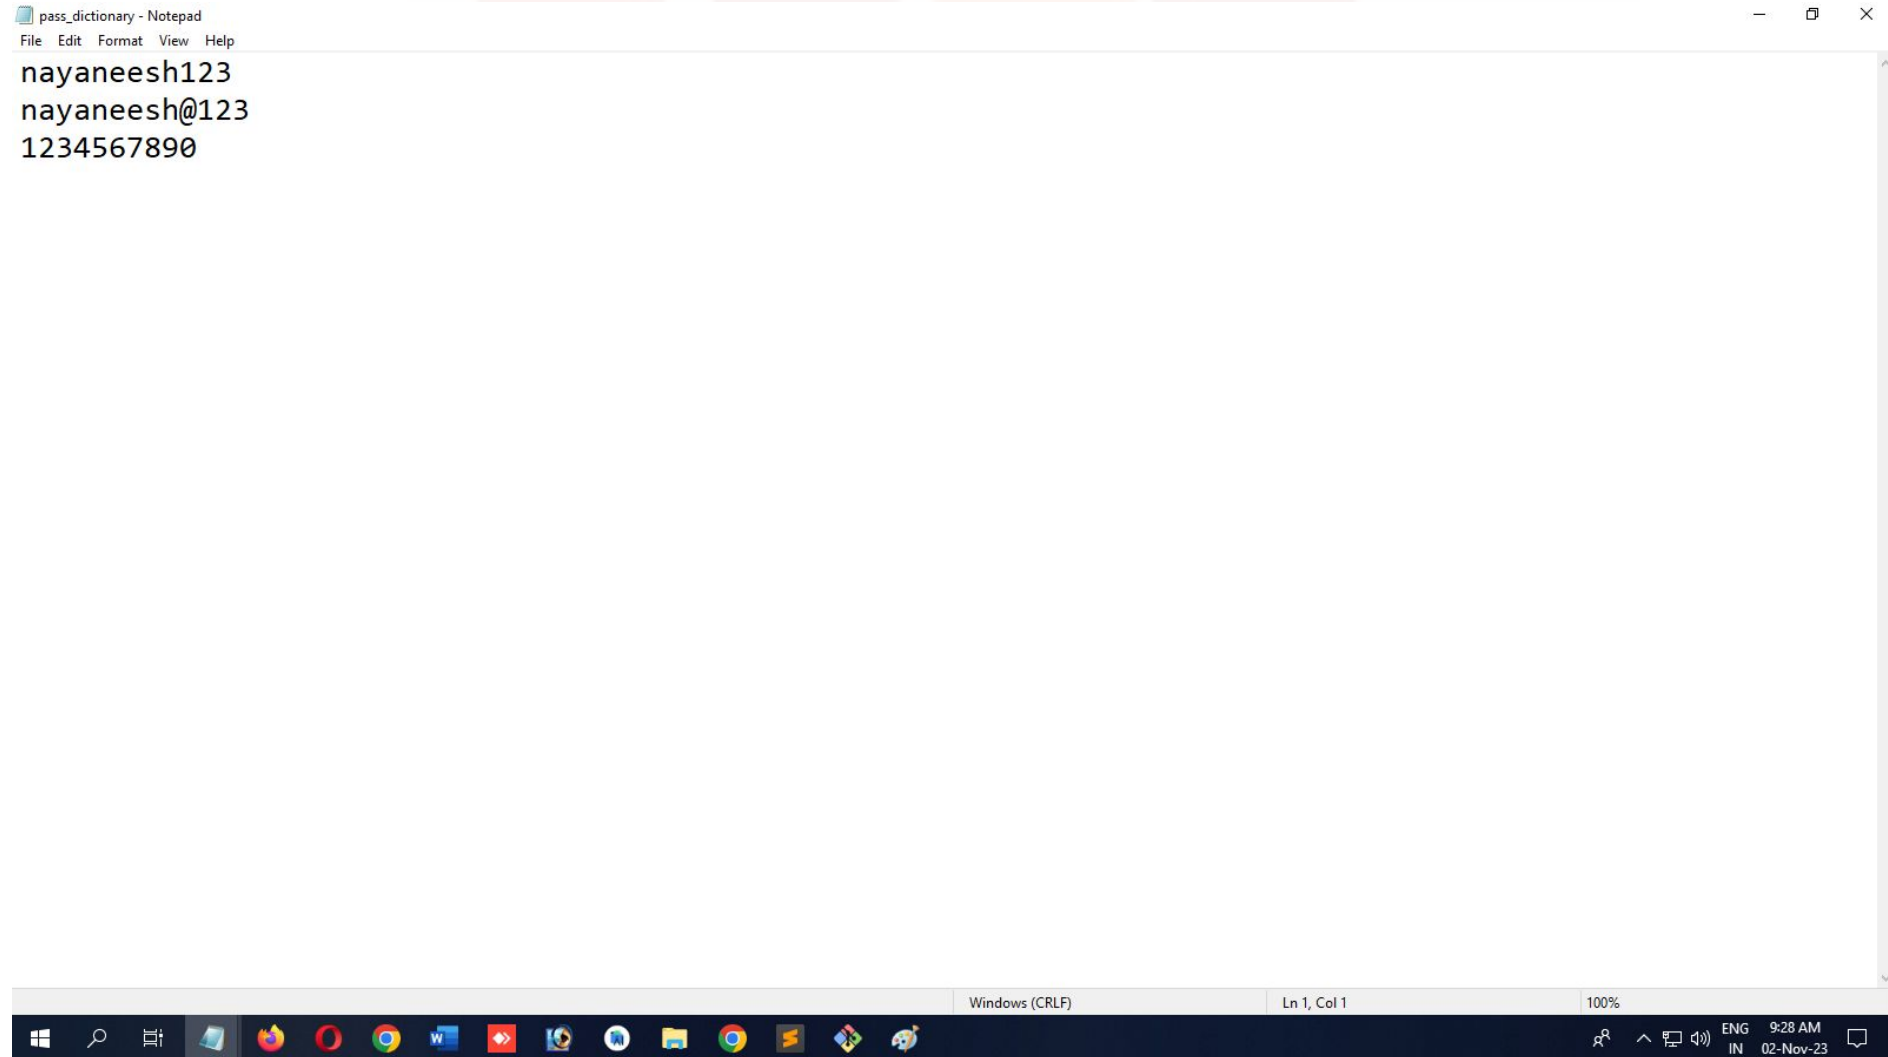 pass_dictionary - Notepad
File Edit Format View Help
nayaneesh123
nayaneesh@123
1234567890
Windows (CRLF) Ln 1, Col 1 100%
ENG 9:28 AM
IN 02-Nov-23